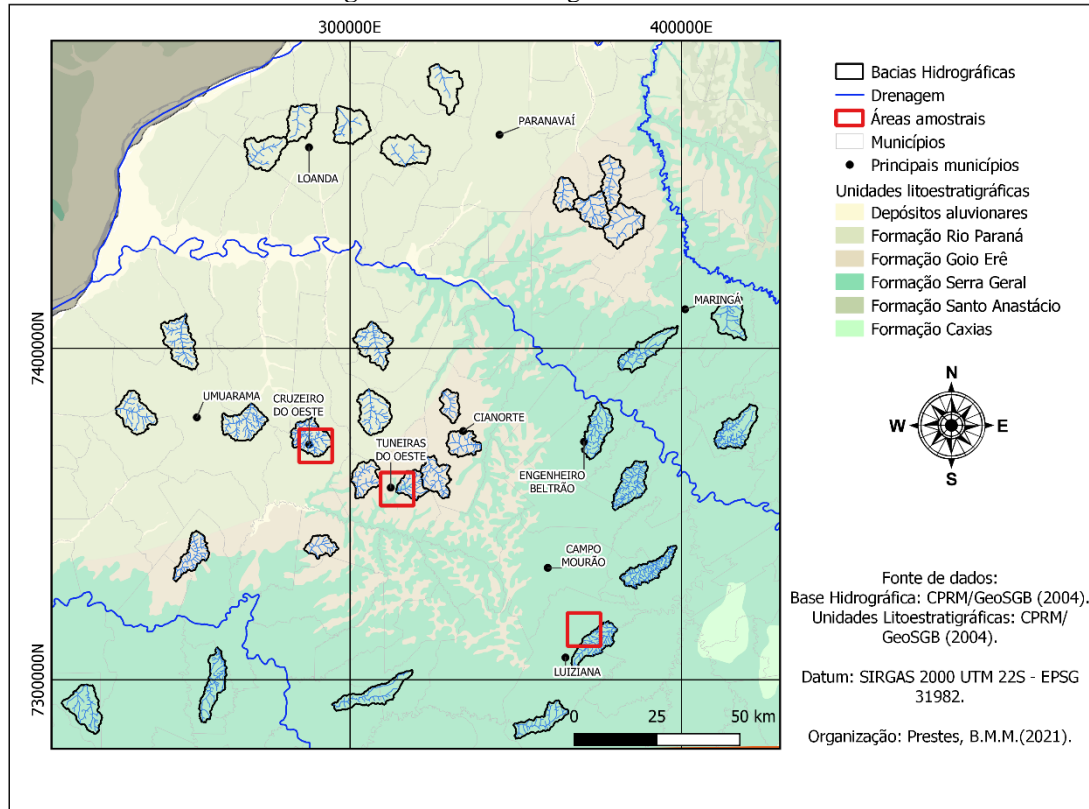 300000E
400000E
PARANAVAÍ
LOANDA
MARINGÁ
7400000N
UMUARAMA
CRUZEIRO
DO OESTE
CIANORTE
TUNEIRAS
DO OESTE
ENGENHEIRO
BELTRÃO
CAMPO
MOURÃO
LUIZIANA
7300000N
0
25
50 km
Bacias Hidrográficas
Drenagem
Áreas amostrais
Municípios
Principais municípios
Unidades litoestratigráficas
Depósitos aluvionares
Formação Rio Paraná
Formação Goio Erê
Formação Serra Geral
Formação Santo Anastácio
Formação Caxias
N
W
E
S
Fonte de dados:
Base Hidrográfica: CPRM/GeoSGB (2004).
Unidades Litoestratigráficas: CPRM/
GeoSGB (2004).
Datum: SIRGAS 2000 UTM 22S - EPSG
31982.
Organização: Prestes, B.M.M.(2021).